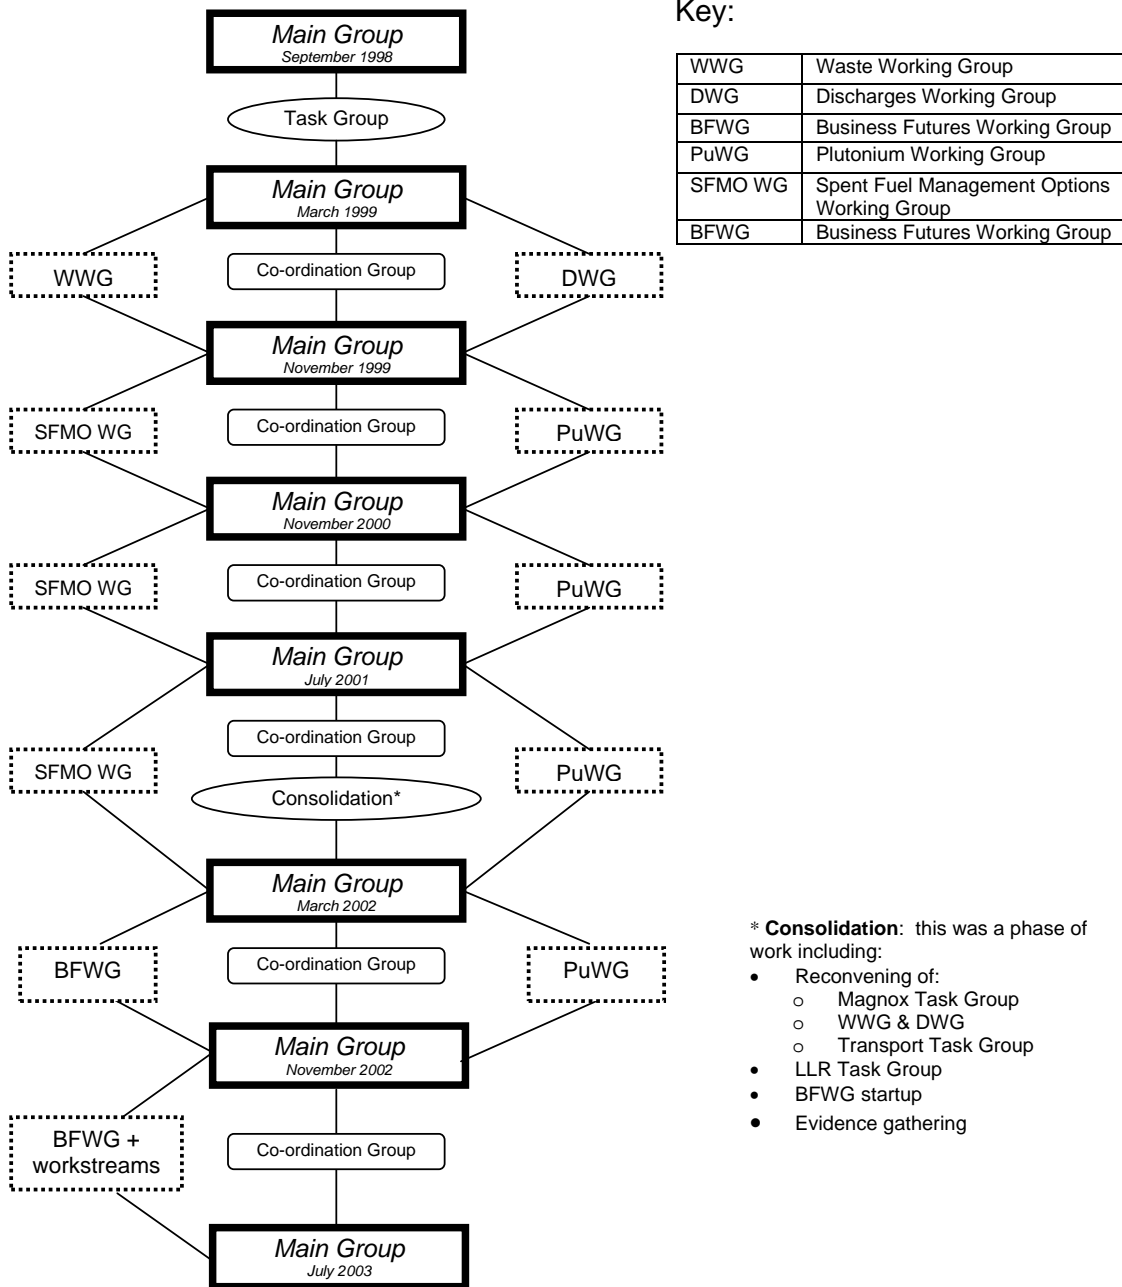 Key:
Main Group
September 1998
WWG Waste Working Group
DWG Discharges Working Group
BFWG Business Futures Working Group
PuWG Plutonium Working Group
SFMO WG Spent Fuel Management Options
Working Group
BFWG Business Futures Working Group
Task Group
Main Group
March 1999
WWG
Co-ordination Group
DWG
Main Group
November 1999
SFMO WG
Co-ordination Group
PuWG
Main Group
November 2000
SFMO WG
Co-ordination Group
PuWG
Main Group
July 2001
Co-ordination Group
SFMO WG
PuWG
Consolidation*
Main Group
March 2002
BFWG
Co-ordination Group
PuWG
Main Group
November 2002
BFWG +
workstreams
Co-ordination Group
Main Group
July 2003
* Consolidation: this was a phase of
work including:
• Reconvening of:
o Magnox Task Group
o WWG & DWG
o Transport Task Group
• LLR Task Group
• BFWG startup
• Evidence gathering